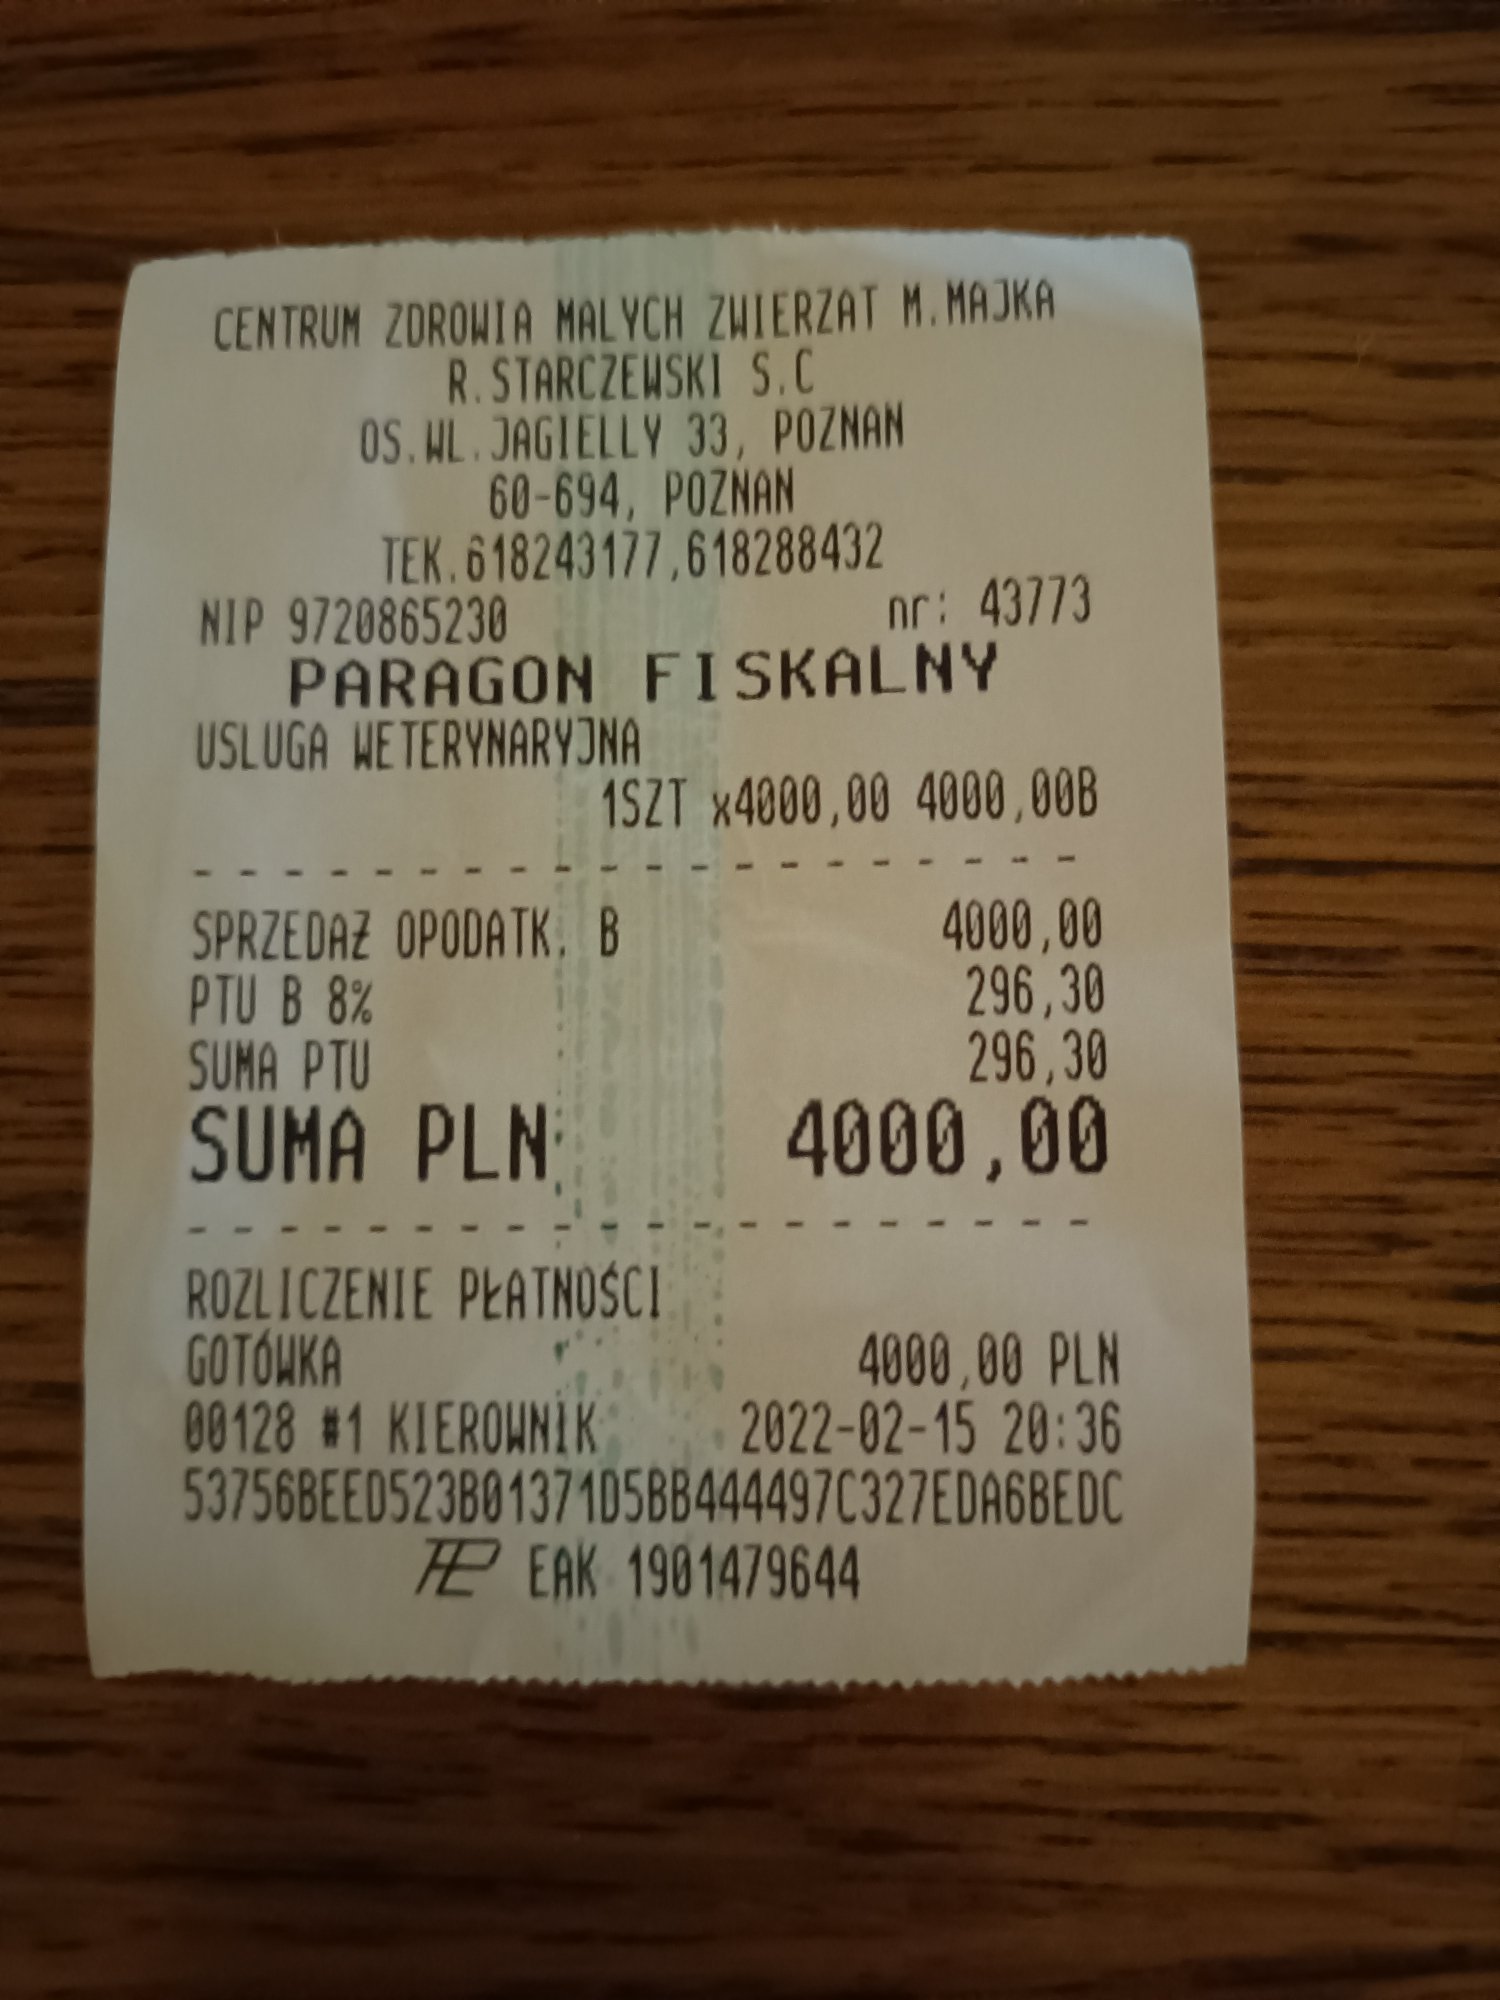 CENTRUM ZDROWIA MALYCH ZWIERZAT M.MAJKA
R.STARCZEWSKI S.C
OS.WL.JAGIELLY 33, POZNAN
60-694, POZNAN
TEK.618243177,618288432
NIP 9720865230 nr: 43773
PARAGON FISKALNY
USLUGA WETERYNARYJNA
1SZT x4000,00 4000,00B
- - - - - - - - - - - - - - - - - - - -
SPRZEDAŻ OPODATK. B 4000,00
PTU B 8% 296,30
SUMA PTU 296,30
SUMA PLN 4000,00
- - - - - - - - - - - - - - - - - - - -
ROZLICZENIE PŁATNOŚCI
GOTÓWKA 4000,00 PLN
00128 #1 KIEROWNIK 2022-02-15 20:36
53756BEED523B01371D5BB444497C327EDA6BEDC
EAK 1901479644